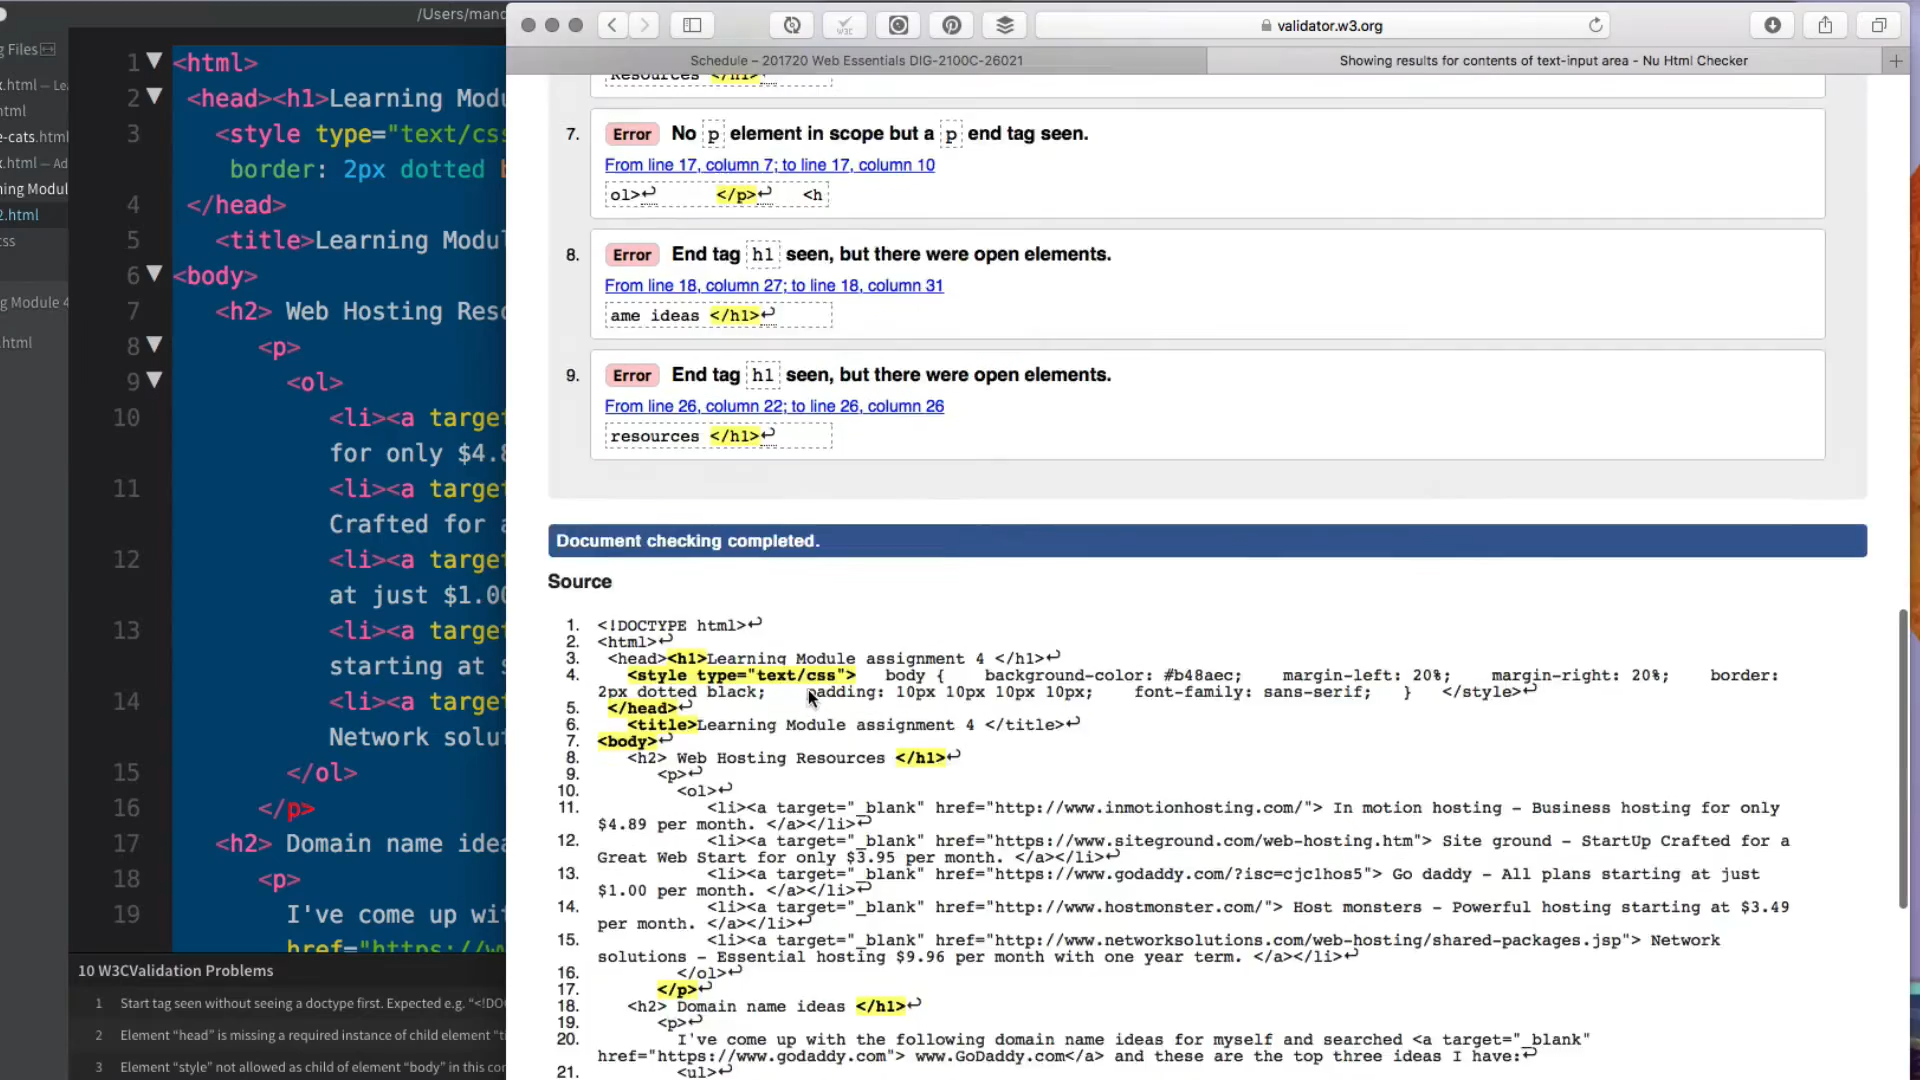 /Users/mand
validator.w3.org
Schedule – 201720 Web Essentials DIG-2100C-26021
Showing results for contents of text-input area - Nu Html Checker
g Files
x.html — Le
html
e-cats.html
x.html — Ad
ning Modul
2.html
css
g Module 4
.html
1 <html>
2 <head><h1>Learning Modu
3 <style type="text/css
border: 2px dotted b
4 </head>
5 <title>Learning Modul
6 <body>
7 <h2> Web Hosting Reso
8 <p>
9 <ol>
10 <li><a targe
for only $4.8
11 <li><a targe
Crafted for a
12 <li><a targe
at just $1.00
13 <li><a targe
starting at $
14 <li><a targe
Network solu
15 </ol>
16 </p>
17 <h2> Domain name idea
18 <p>
19 I've come up wit
href="https://ww
10 W3CValidation Problems
1 Start tag seen without seeing a doctype first. Expected e.g. “<!DO
2 Element “head” is missing a required instance of child element “ti
3 Element “style” not allowed as child of element “body” in this con
Resources </h1>↩
7. Error No p element in scope but a p end tag seen.
From line 17, column 7; to line 17, column 10
ol>↩ </p>↩ <h
8. Error End tag h1 seen, but there were open elements.
From line 18, column 27; to line 18, column 31
ame ideas </h1>↩
9. Error End tag h1 seen, but there were open elements.
From line 26, column 22; to line 26, column 26
resources </h1>↩
Document checking completed.
Source
1. <!DOCTYPE html>↩
2. <html>↩
3. <head><h1>Learning Module assignment 4 </h1>↩
4. <style type="text/css"> body { background-color: #b48aec; margin-left: 20%; margin-right: 20%; border:
2px dotted black; padding: 10px 10px 10px 10px; font-family: sans-serif; } </style>↩
5. </head>↩
6. <title>Learning Module assignment 4 </title>↩
7. <body>↩
8. <h2> Web Hosting Resources </h1>↩
9. <p>↩
10. <ol>↩
11. <li><a target="_blank" href="http://www.inmotionhosting.com/"> In motion hosting - Business hosting for only
$4.89 per month. </a></li>↩
12. <li><a target="_blank" href="https://www.siteground.com/web-hosting.htm"> Site ground - StartUp Crafted for a
Great Web Start for only $3.95 per month. </a></li>↩
13. <li><a target="_blank" href="https://www.godaddy.com/?isc=cjc1hos5"> Go daddy - All plans starting at just
$1.00 per month. </a></li>↩
14. <li><a target="_blank" href="http://www.hostmonster.com/"> Host monsters - Powerful hosting starting at $3.49
per month. </a></li>↩
15. <li><a target="_blank" href="http://www.networksolutions.com/web-hosting/shared-packages.jsp"> Network
solutions - Essential hosting $9.96 per month with one year term. </a></li>↩
16. </ol>↩
17. </p>↩
18. <h2> Domain name ideas </h1>↩
19. <p>↩
20. I've come up with the following domain name ideas for myself and searched <a target="_blank"
href="https://www.godaddy.com"> www.GoDaddy.com</a> and these are the top three ideas I have:↩
21. <ul>↩